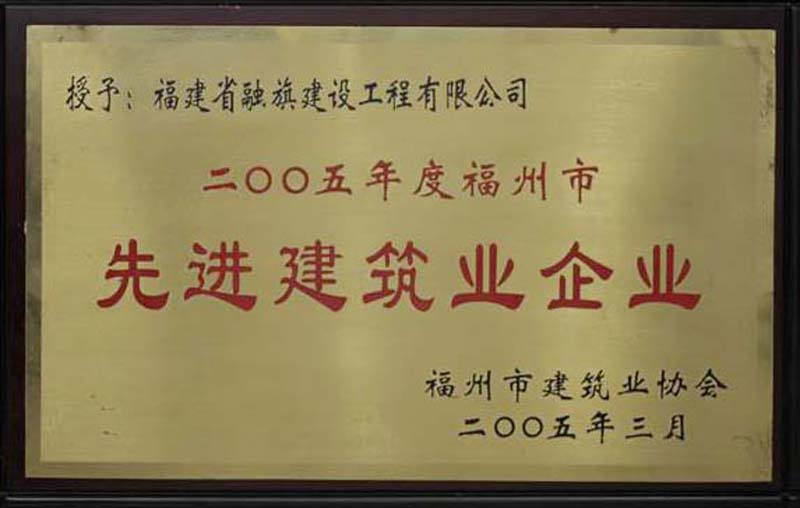 授予：福建省融旗建设工程有限公司
二〇〇五年度福州市
先进建筑业企业
福州市建筑业协会
二〇〇五年三月